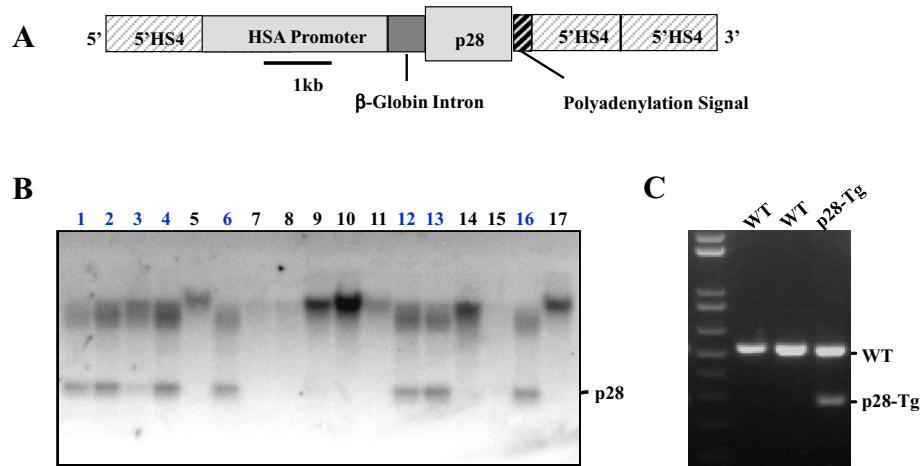 A
5' 5'HS4 HSA Promoter p28 5'HS4 5'HS4 3'
1kb
β-Globin Intron
Polyadenylation Signal
B
1 2 3 4 5 6 7 8 9 10 11 12 13 14 15 16 17
p28
C
WT WT p28-Tg
WT
p28-Tg